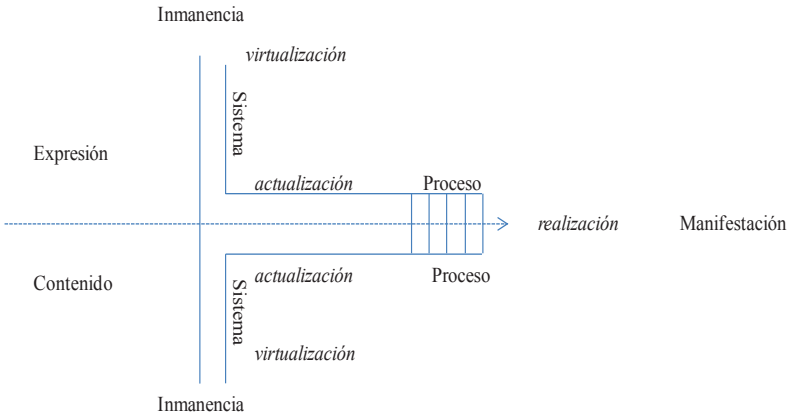 Inmanencia
virtualización
Sistema
Expresión
actualización
Proceso
realización
Manifestación
Contenido
actualización
Proceso
Sistema
virtualización
Inmanencia